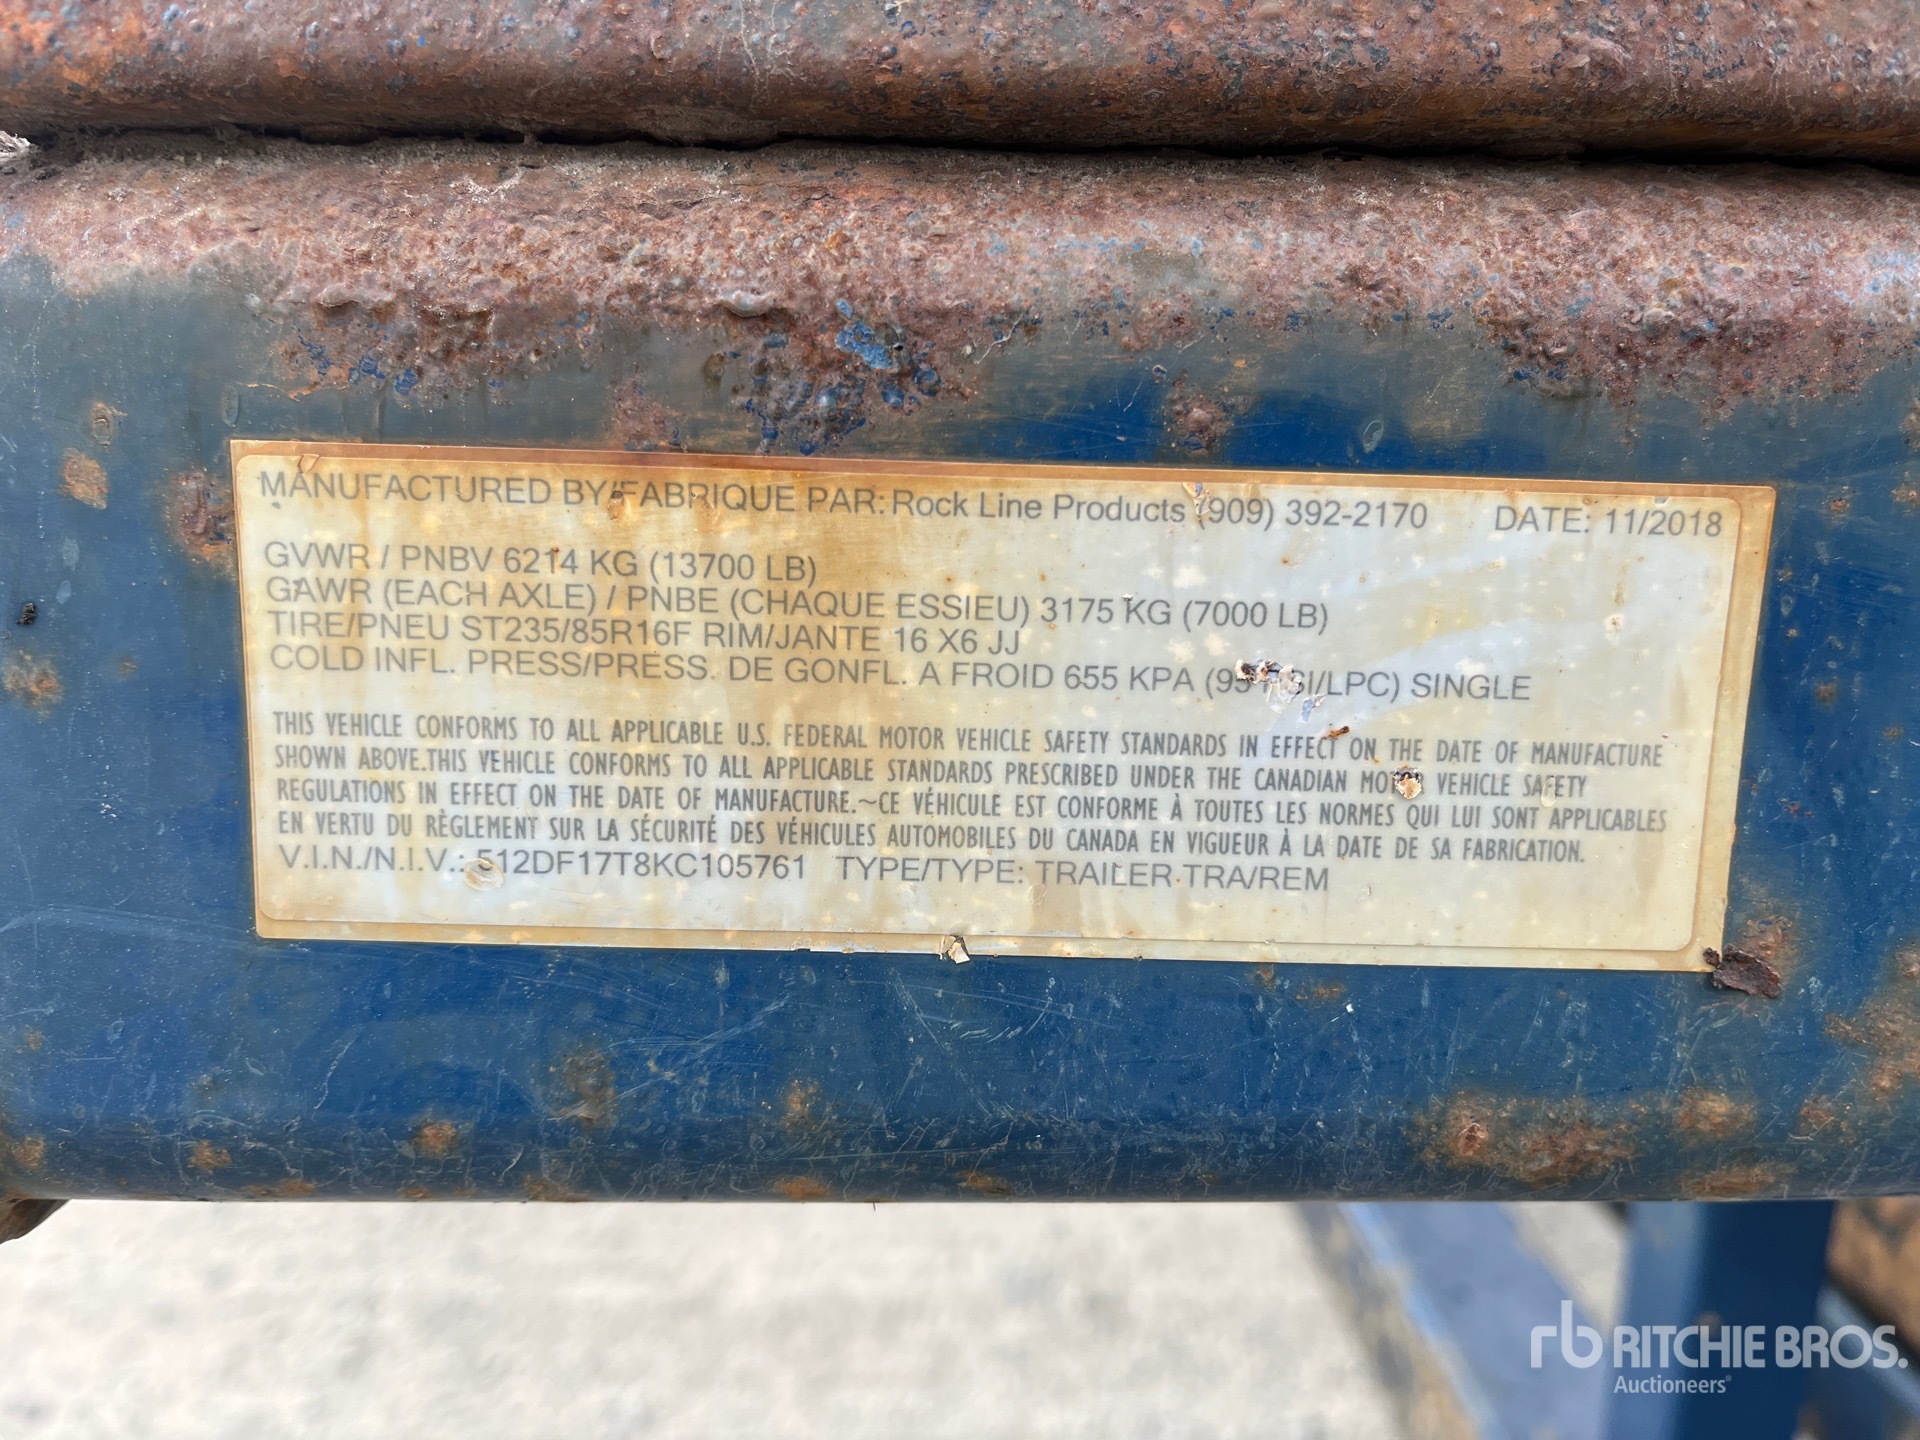 MANUFACTURED BY/FABRIQUE PAR: Rock Line Products (909) 392-2170 DATE: 11/2018
GVWR / PNBV 6214 KG (13700 LB)
GAWR (EACH AXLE) / PNBE (CHAQUE ESSIEU) 3175 KG (7000 LB)
TIRE/PNEU ST235/85R16F RIM/JANTE 16 X6 JJ
COLD INFL. PRESS/PRESS. DE GONFL. A FROID 655 KPA (95 PSI/LPC) SINGLE
THIS VEHICLE CONFORMS TO ALL APPLICABLE U.S. FEDERAL MOTOR VEHICLE SAFETY STANDARDS IN EFFECT ON THE DATE OF MANUFACTURE
SHOWN ABOVE.THIS VEHICLE CONFORMS TO ALL APPLICABLE STANDARDS PRESCRIBED UNDER THE CANADIAN MOTOR VEHICLE SAFETY
REGULATIONS IN EFFECT ON THE DATE OF MANUFACTURE.~CE VÉHICULE EST CONFORME À TOUTES LES NORMES QUI LUI SONT APPLICABLES
EN VERTU DU RÈGLEMENT SUR LA SÉCURITÉ DES VÉHICULES AUTOMOBILES DU CANADA EN VIGUEUR À LA DATE DE SA FABRICATION.
V.I.N./N.I.V.: 512DF17T8KC105761 TYPE/TYPE: TRAILER TRA/REM
rb RITCHIE BROS.
Auctioneers®